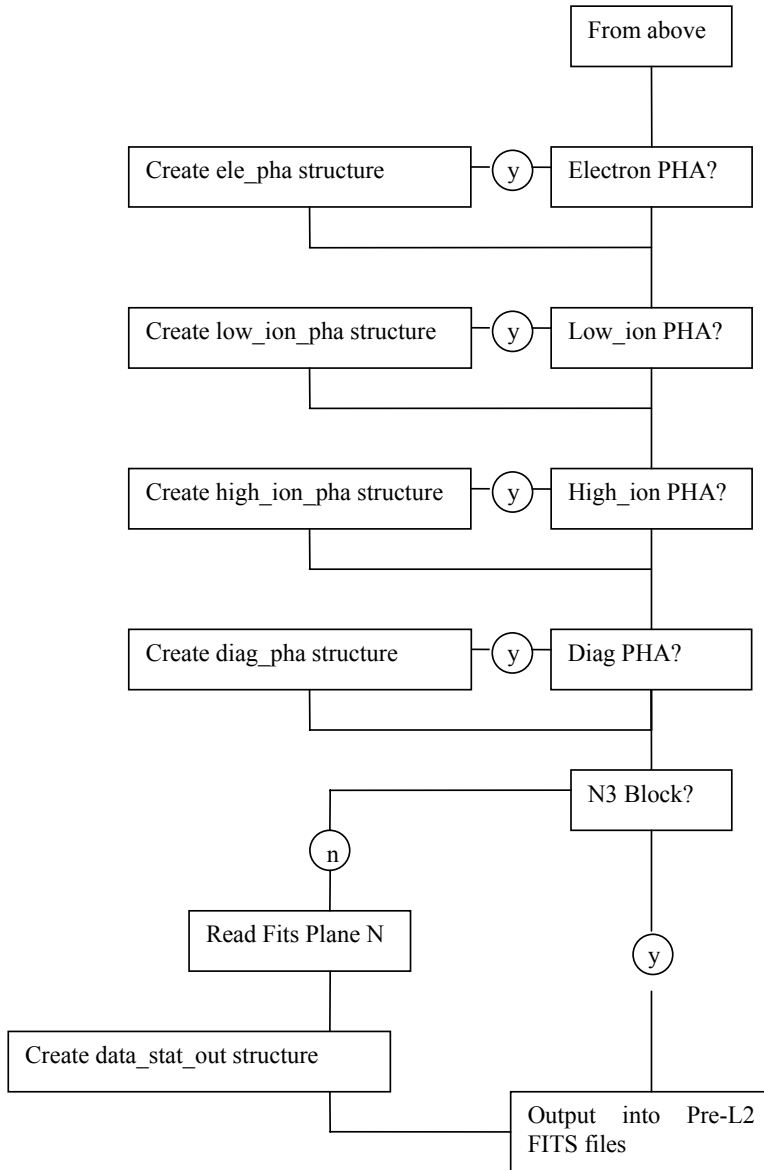 From above
Create ele_pha structure
y
Electron PHA?
Create low_ion_pha structure
y
Low_ion PHA?
Create high_ion_pha structure
y
High_ion PHA?
Create diag_pha structure
y
Diag PHA?
N3 Block?
n
Read Fits Plane N
y
Create data_stat_out structure
Output into Pre-L2
FITS files